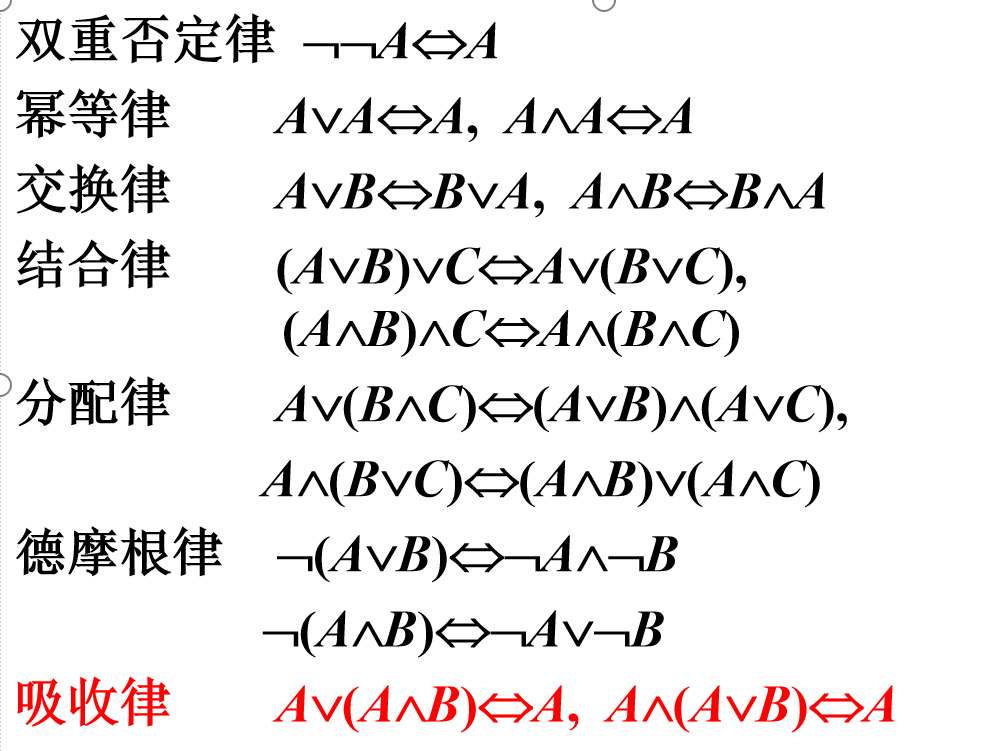 双重否定律 ¬¬A⇔A
幂等律 A∨A⇔A, A∧A⇔A
交换律 A∨B⇔B∨A, A∧B⇔B∧A
结合律 (A∨B)∨C⇔A∨(B∨C),
(A∧B)∧C⇔A∧(B∧C)
分配律 A∨(B∧C)⇔(A∨B)∧(A∨C),
A∧(B∨C)⇔(A∧B)∨(A∧C)
德摩根律 ¬(A∨B)⇔¬A∧¬B
¬(A∧B)⇔¬A∨¬B
吸收律 A∨(A∧B)⇔A, A∧(A∨B)⇔A